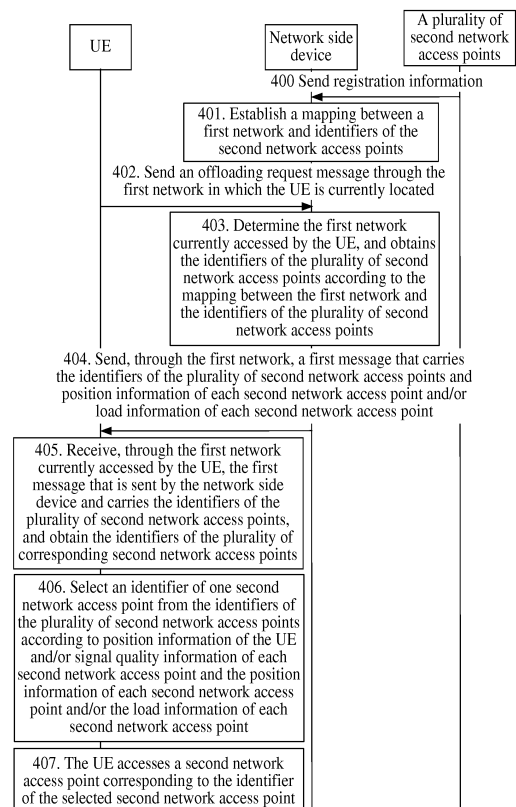 UE
Network side
device
A plurality of
second network
access points
400 Send registration information
401. Establish a mapping between a
first network and identifiers of the
second network access points
402. Send an offloading request message through the
first network in which the UE is currently located
403. Determine the first network
currently accessed by the UE, and obtains
the identifiers of the plurality of second
network access points according to the
mapping between the first network and
the identifiers of the plurality of second
network access points
404. Send, through the first network, a first message that carries
the identifiers of the plurality of second network access points and
position information of each second network access point and/or
load information of each second network access point
405. Receive, through the first network
currently accessed by the UE, the first
message that is sent by the network side
device and carries the identifiers of the
plurality of second network access points,
and obtain the identifiers of the plurality of
corresponding second network access points
406. Select an identifier of one second
network access point from the identifiers of
the plurality of second network access points
according to position information of the UE
and/or signal quality information of each
second network access point and the position
information of each second network access
point and/or the load information of each
second network access point
407. The UE accesses a second network
access point corresponding to the identifier
of the selected second network access point